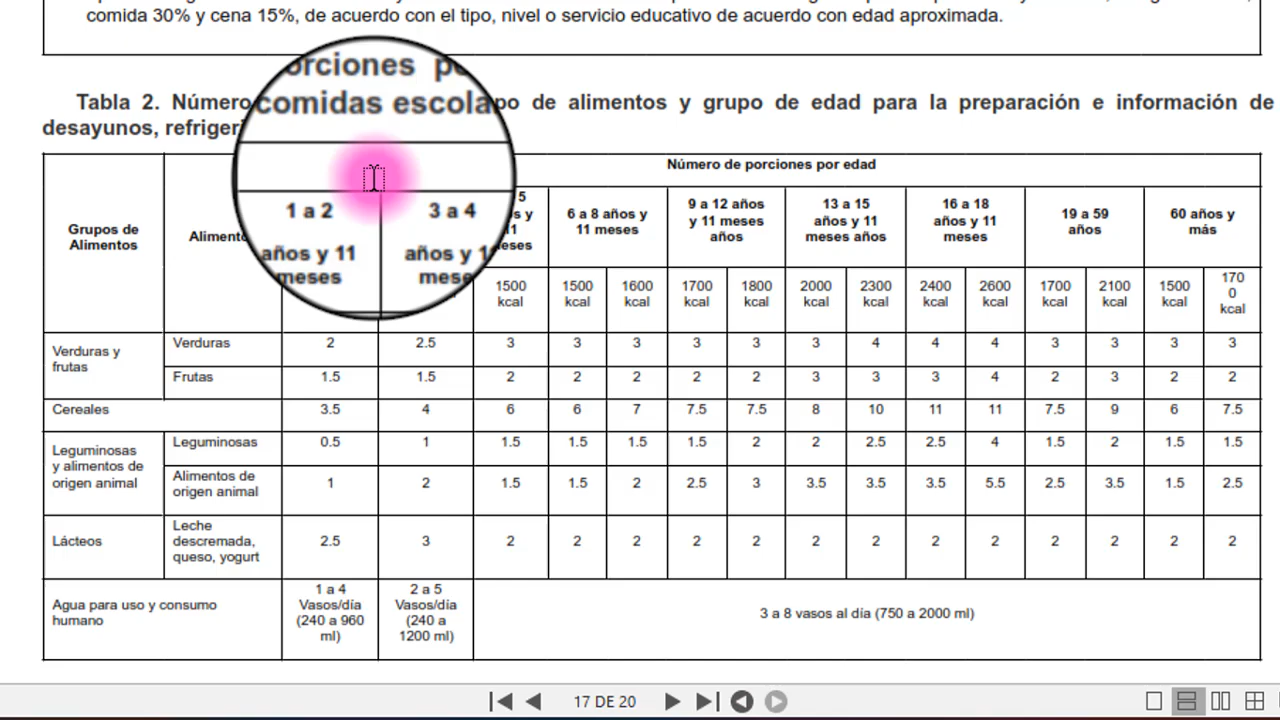 comida 30% y cena 15%, de acuerdo con el tipo, nivel o servicio educativo de acuerdo con edad aproximada.
orciones
Tabla 2. Número po de alimentos y grupo de edad para la preparación e información de
comidas escola
desayunos, refriger
Número de porciones por edad
Grupos de Alimentos
1 a 2 años y 11 meses
3 a 4 años y
6 a 8 años y 11 meses
9 a 12 años y 11 meses años
13 a 15 años y 11 meses años
16 a 18 años y 11 meses
19 a 59 años
60 años y más
1500 kcal 1500 kcal 1600 kcal 1700 kcal 1800 kcal 2000 kcal 2300 kcal 2400 kcal 2600 kcal 1700 kcal 2100 kcal 1500 kcal 1700 kcal
Verduras y frutas
Verduras 2 2.5 3 3 3 3 3 3 4 4 4 3 3 3 3
Frutas 1.5 1.5 2 2 2 2 2 3 3 3 4 2 3 2 2
Cereales 3.5 4 6 6 7 7.5 7.5 8 10 11 11 7.5 9 6 7.5
Leguminosas y alimentos de origen animal
Leguminosas 0.5 1 1.5 1.5 1.5 1.5 2 2 2.5 2.5 4 1.5 2 1.5 1.5
Alimentos de origen animal 1 2 1.5 1.5 2 2.5 3 3.5 3.5 3.5 5.5 2.5 3.5 1.5 2.5
Lácteos
Leche descremada, queso, yogurt 2.5 3 2 2 2 2 2 2 2 2 2 2 2 2 2
Agua para uso y consumo humano
1 a 4 Vasos/día (240 a 960 ml)
2 a 5 Vasos/día (240 a 1200 ml)
3 a 8 vasos al día (750 a 2000 ml)
17 DE 20